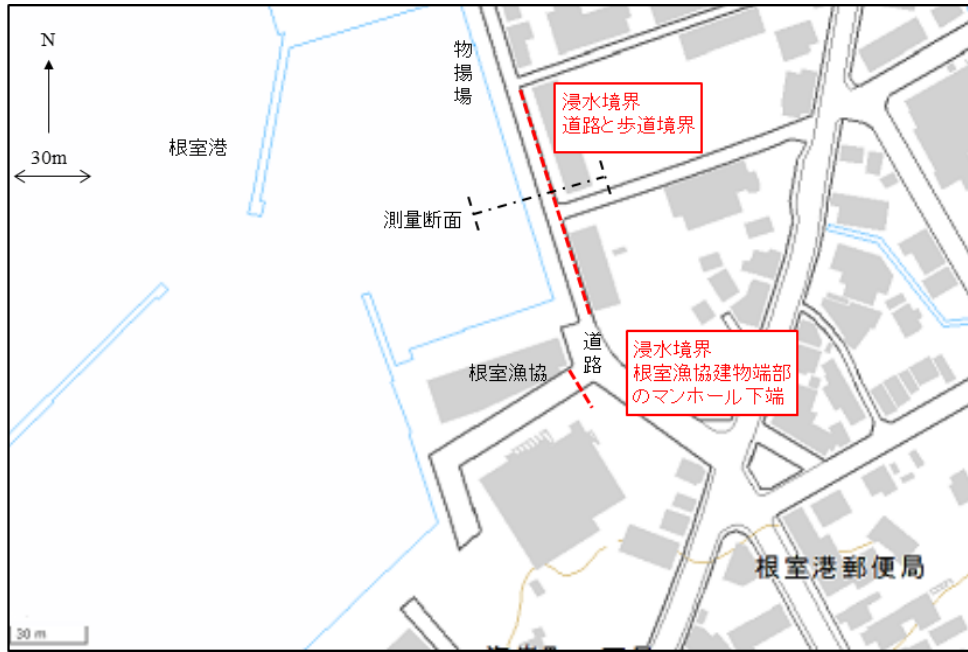 N
30m
根室港
物揚場
浸水境界
道路と歩道境界
測量断面
道路
浸水境界
根室漁協建物端部
のマンホール下端
根室漁協
根室港郵便局
30 m